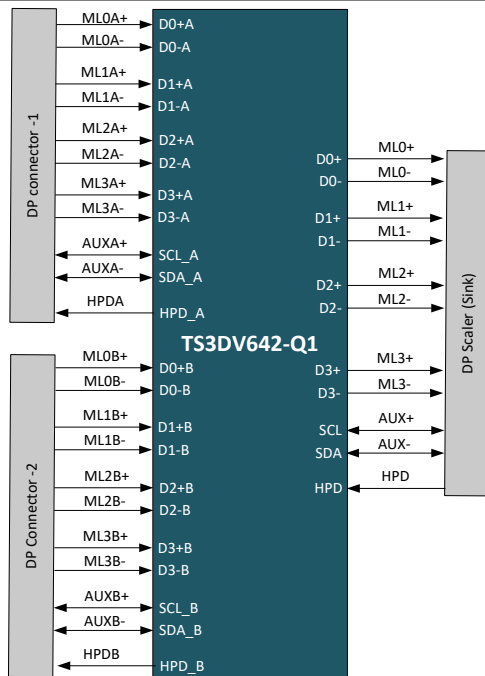 DP connector -1
ML0A+
D0+A
ML0A-
D0-A
ML1A+
D1+A
ML1A-
D1-A
ML2A+
D2+A
ML2A-
D2-A
ML3A+
D3+A
ML3A-
D3-A
AUXA+
SCL_A
AUXA-
SDA_A
HPDA
HPD_A
TS3DV642-Q1
DP Connector -2
ML0B+
D0+B
ML0B-
D0-B
ML1B+
D1+B
ML1B-
D1-B
ML2B+
D2+B
ML2B-
D2-B
ML3B+
D3+B
ML3B-
D3-B
AUXB+
SCL_B
AUXB-
SDA_B
HPDB
HPD_B
D0+
ML0+
D0-
ML0-
D1+
ML1+
D1-
ML1-
D2+
ML2+
D2-
ML2-
D3+
ML3+
D3-
ML3-
SCL
AUX+
SDA
AUX-
HPD
HPD
DP Scaler (Sink)